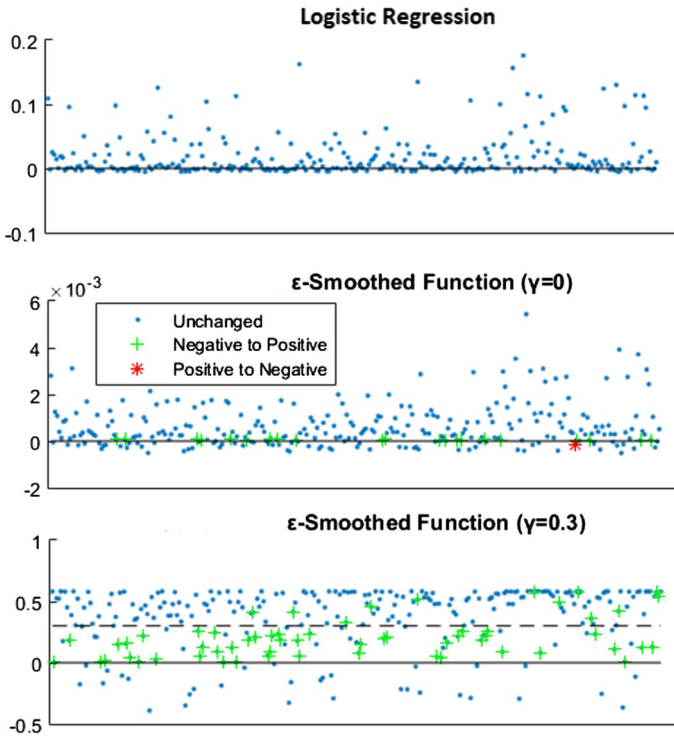 Logistic Regression
0.2
0.1
0
-0.1
ε-Smoothed Function (γ=0)
× 10⁻³
6
4
2
0
-2
Unchanged
Negative to Positive
Positive to Negative
ε-Smoothed Function (γ=0.3)
1
0.5
0
-0.5